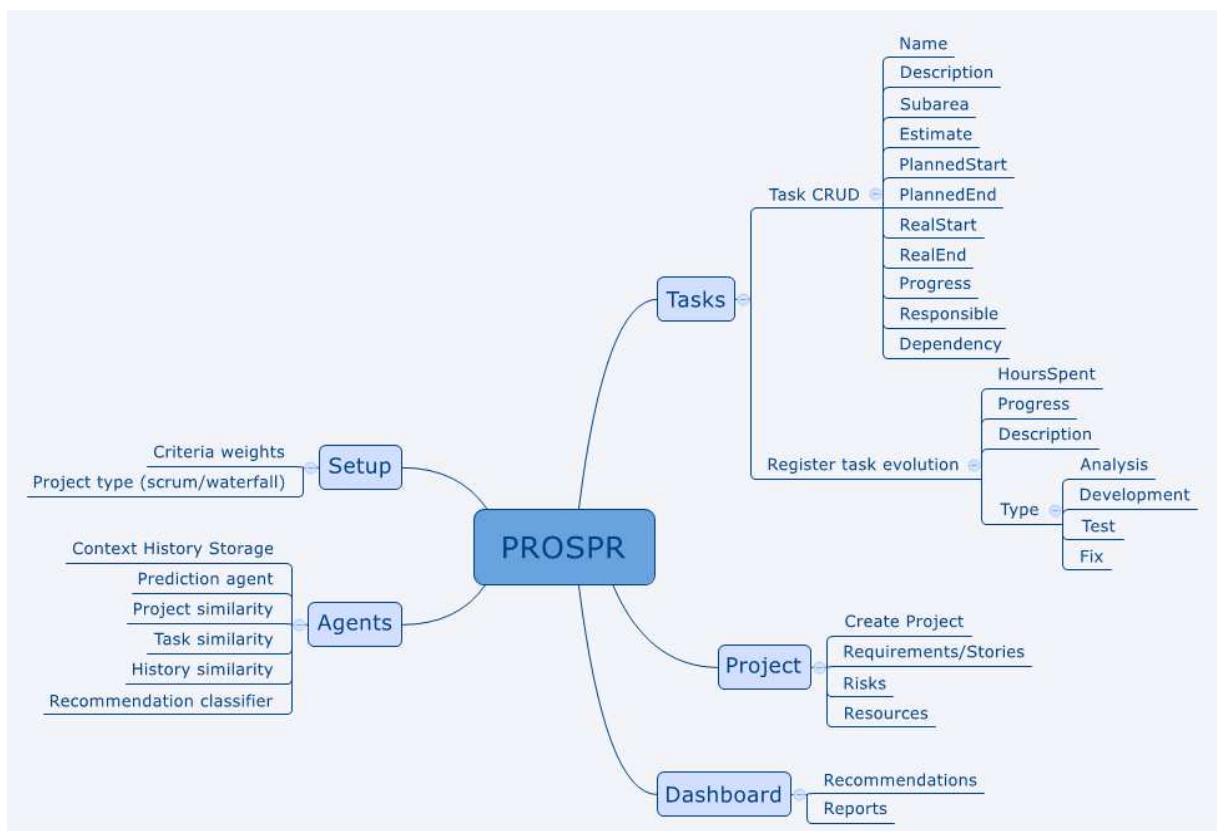 PROSPR
Tasks
Task CRUD
Name
Description
Subarea
Estimate
PlannedStart
PlannedEnd
RealStart
RealEnd
Progress
Responsible
Dependency
Register task evolution
HoursSpent
Progress
Description
Type
Analysis
Development
Test
Fix
Project
Create Project
Requirements/Stories
Risks
Resources
Dashboard
Recommendations
Reports
Setup
Criteria weights
Project type (scrum/waterfall)
Agents
Context History Storage
Prediction agent
Project similarity
Task similarity
History similarity
Recommendation classifier